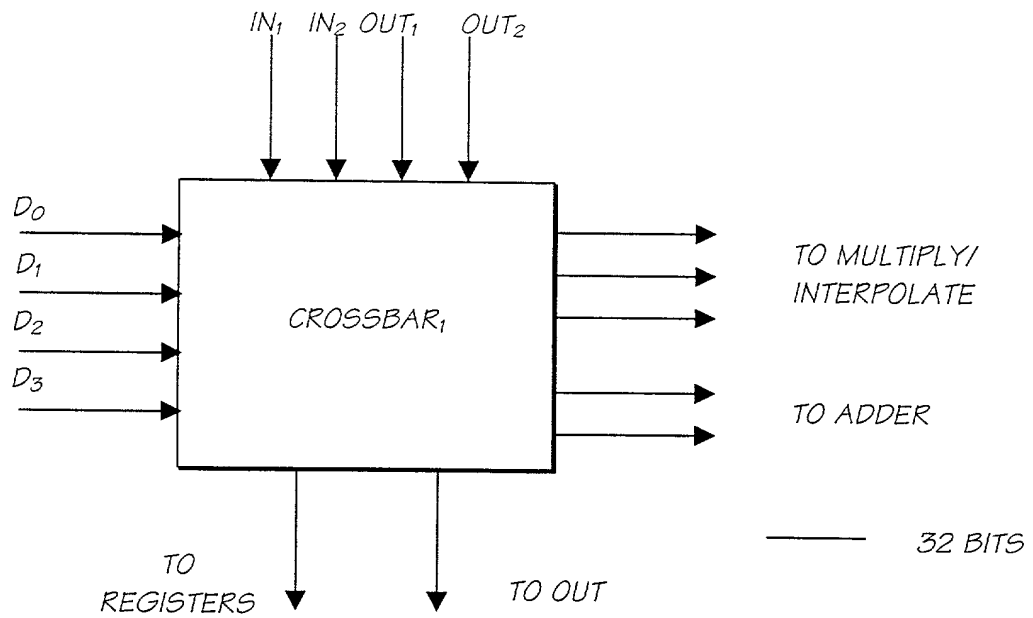 IN₁ IN₂ OUT₁ OUT₂
D₀
D₁
D₂
D₃
CROSSBAR₁
TO MULTIPLY/
INTERPOLATE
TO ADDER
32 BITS
TO
REGISTERS
TO OUT